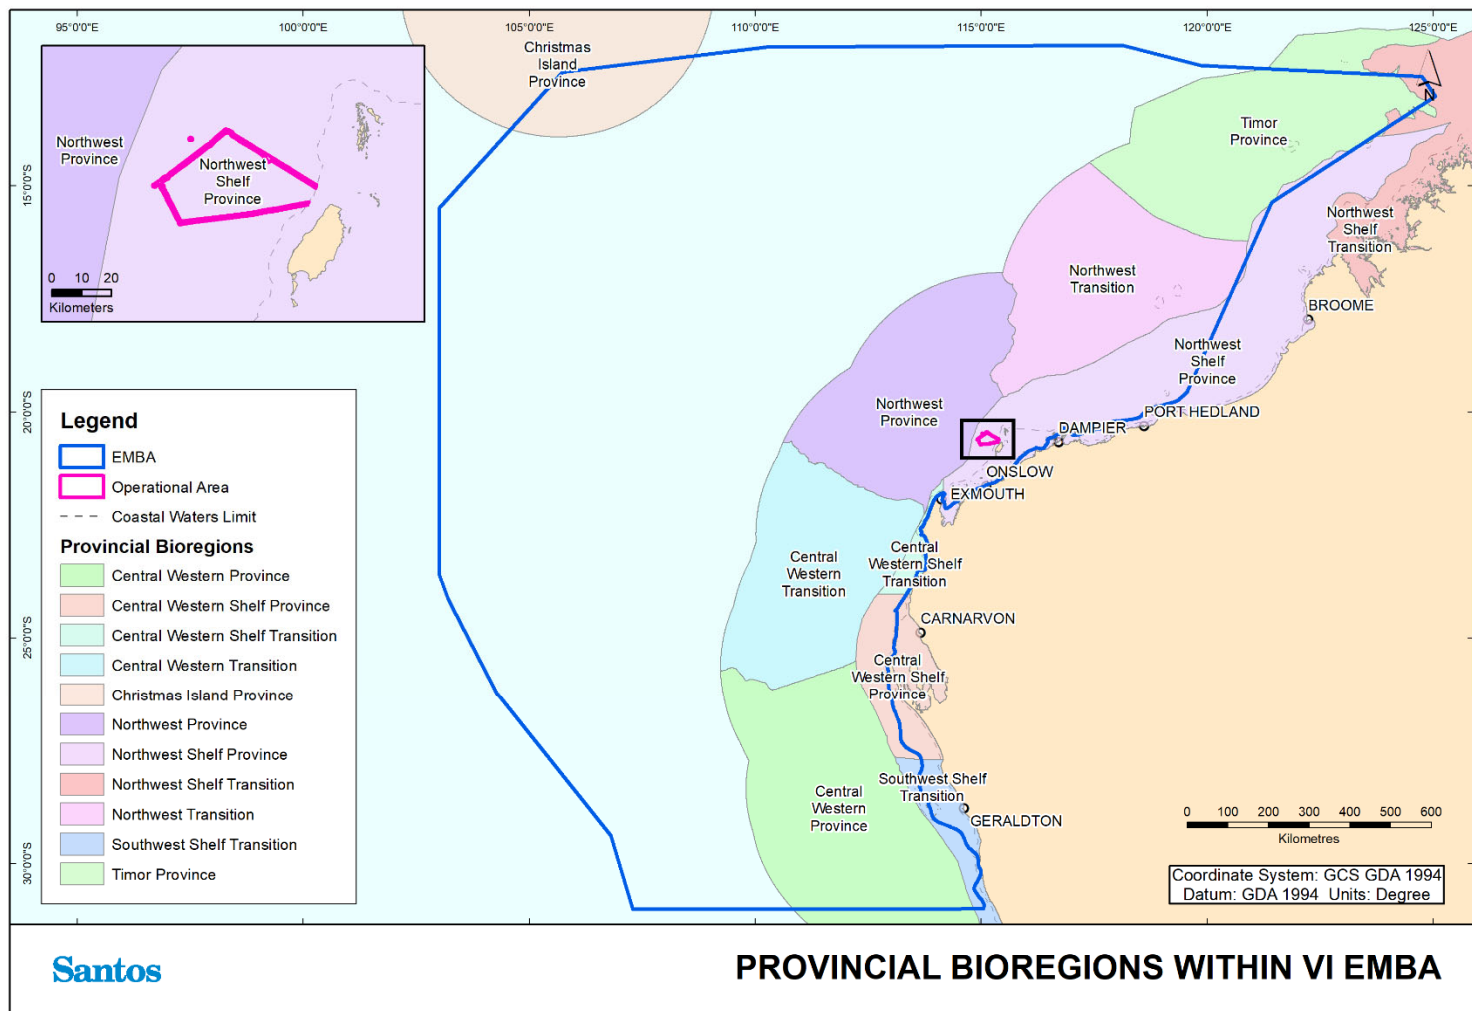 95°0'0"E
100°0'0"E
105°0'0"E
110°0'0"E
115°0'0"E
120°0'0"E
125°0'0"E
15°0'0"S
20°0'0"S
25°0'0"S
30°0'0"S
Northwest
Province
Northwest
Shelf
Province
0 10 20
Kilometers
Christmas
Island
Province
N
Timor
Province
Northwest
Shelf
Transition
Northwest
Transition
BROOME
Northwest
Shelf
Province
Northwest
Province
PORT HEDLAND
DAMPIER
ONSLOW
EXMOUTH
Central
Western
Transition
Central
Western Shelf
Transition
CARNARVON
Central
Western Shelf
Province
Southwest Shelf
Transition
Central
Western
Province
GERALDTON
Legend
EMBA
Operational Area
Coastal Waters Limit
Provincial Bioregions
Central Western Province
Central Western Shelf Province
Central Western Shelf Transition
Central Western Transition
Christmas Island Province
Northwest Province
Northwest Shelf Province
Northwest Shelf Transition
Northwest Transition
Southwest Shelf Transition
Timor Province
0 100 200 300 400 500 600
Kilometres
Coordinate System: GCS GDA 1994
Datum: GDA 1994 Units: Degree
Santos
PROVINCIAL BIOREGIONS WITHIN VI EMBA